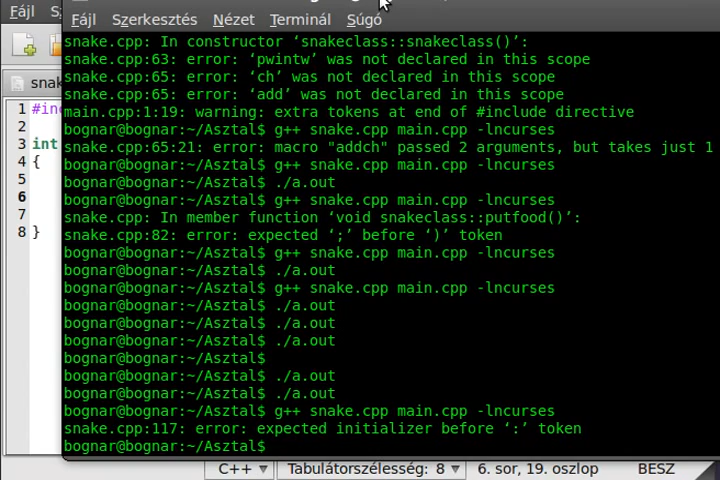 Fájl
Fájl Szerkesztés Nézet Terminál Súgó
snake.cpp: In constructor ‘snakeclass::snakeclass()’:
snake.cpp:63: error: ‘pwintw’ was not declared in this scope
snake.cpp:65: error: ‘ch’ was not declared in this scope
snake.cpp:65: error: ‘add’ was not declared in this scope
main.cpp:1:19: warning: extra tokens at end of #include directive
bognar@bognar:~/Asztal$ g++ snake.cpp main.cpp -lncurses
snake.cpp:65:21: error: macro "addch" passed 2 arguments, but takes just 1
bognar@bognar:~/Asztal$ g++ snake.cpp main.cpp -lncurses
bognar@bognar:~/Asztal$ ./a.out
bognar@bognar:~/Asztal$ g++ snake.cpp main.cpp -lncurses
snake.cpp: In member function ‘void snakeclass::putfood()’:
snake.cpp:82: error: expected ‘;’ before ‘)’ token
bognar@bognar:~/Asztal$ g++ snake.cpp main.cpp -lncurses
bognar@bognar:~/Asztal$ ./a.out
bognar@bognar:~/Asztal$ g++ snake.cpp main.cpp -lncurses
bognar@bognar:~/Asztal$ ./a.out
bognar@bognar:~/Asztal$ ./a.out
bognar@bognar:~/Asztal$ ./a.out
bognar@bognar:~/Asztal$
bognar@bognar:~/Asztal$ ./a.out
bognar@bognar:~/Asztal$ ./a.out
bognar@bognar:~/Asztal$ g++ snake.cpp main.cpp -lncurses
snake.cpp:117: error: expected initializer before ‘:’ token
bognar@bognar:~/Asztal$
1 #in
2
3 int
4 {
5
6
7
8 }
C++ Tabulátorszélesség: 8 6. sor, 19. oszlop BESZ